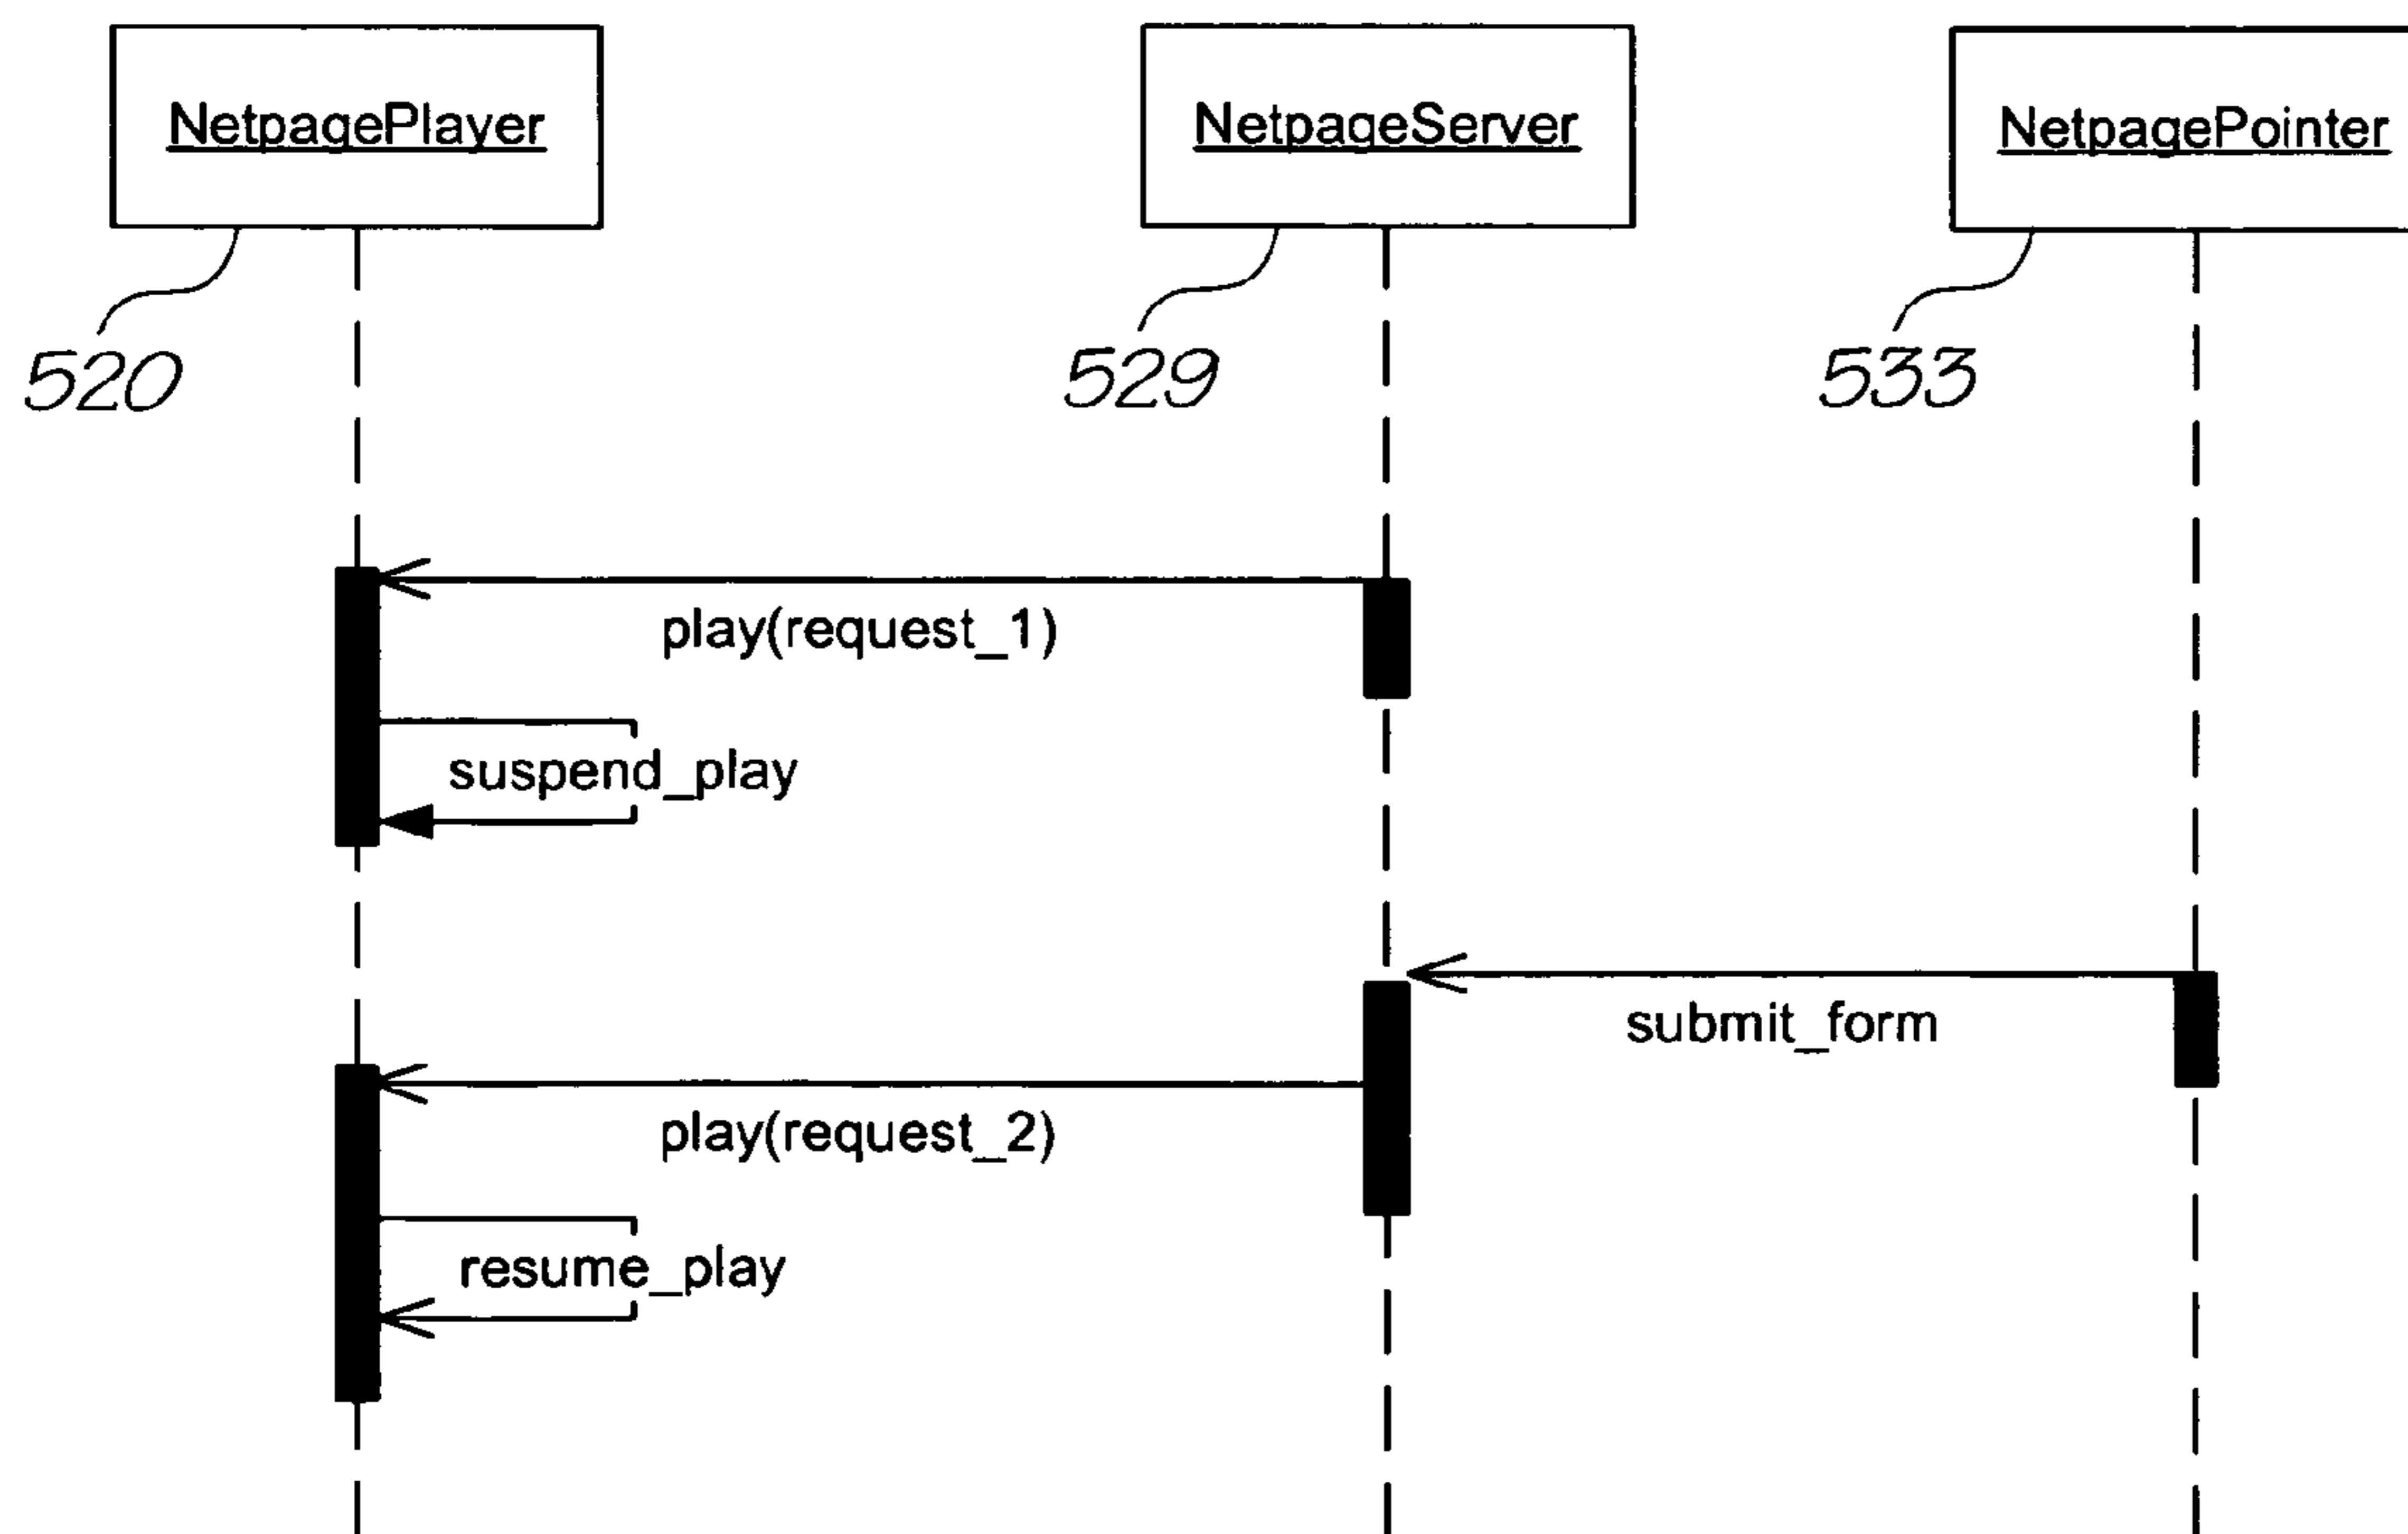 NetpagePlayer
NetpageServer
NetpagePointer
520
529
533
play(request_1)
suspend_play
submit_form
play(request_2)
resume_play